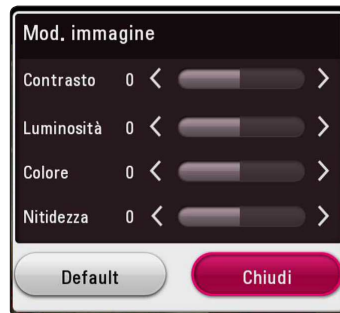 Mod. immagine
Contrasto 0
Luminosità 0
Colore 0
Nitidezza 0
Default Chiudi